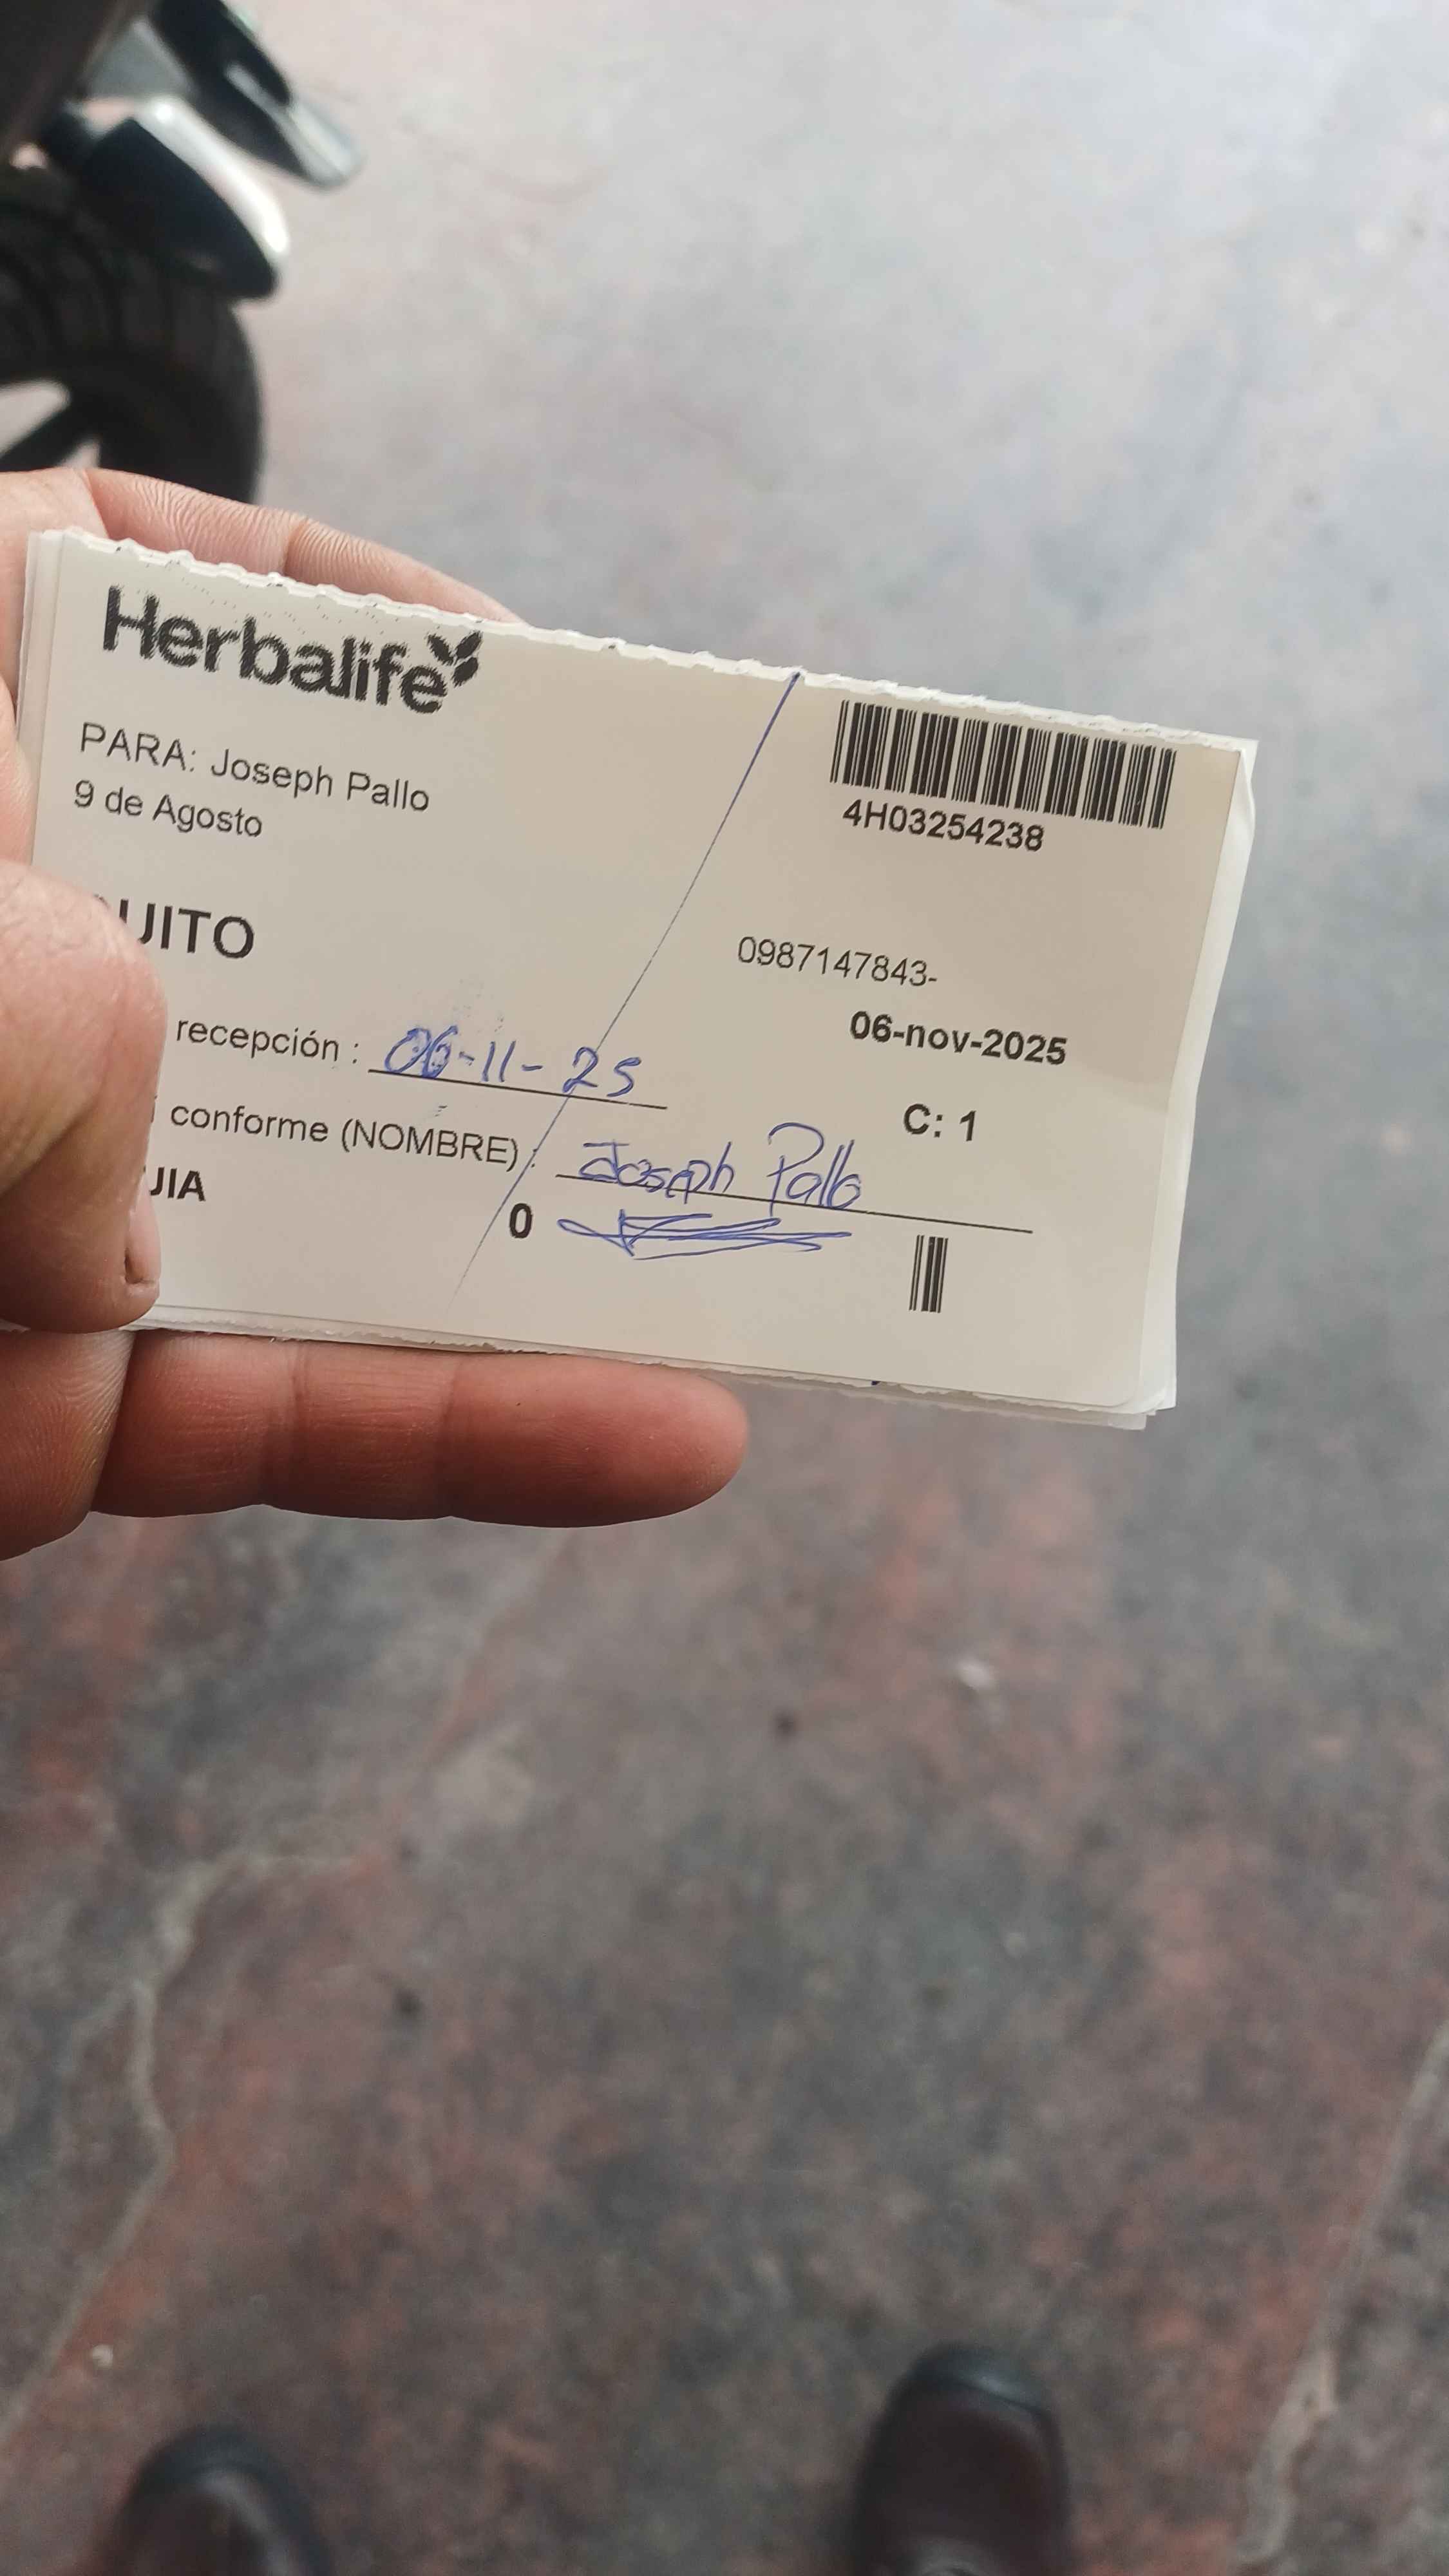 Herbalife
PARA: Joseph Pallo
9 de Agosto
4H03254238
UITO
0987147843-
06-nov-2025
recepción : 06-11-25
C: 1
conforme (NOMBRE) : Joseph Pallo
JIA
0